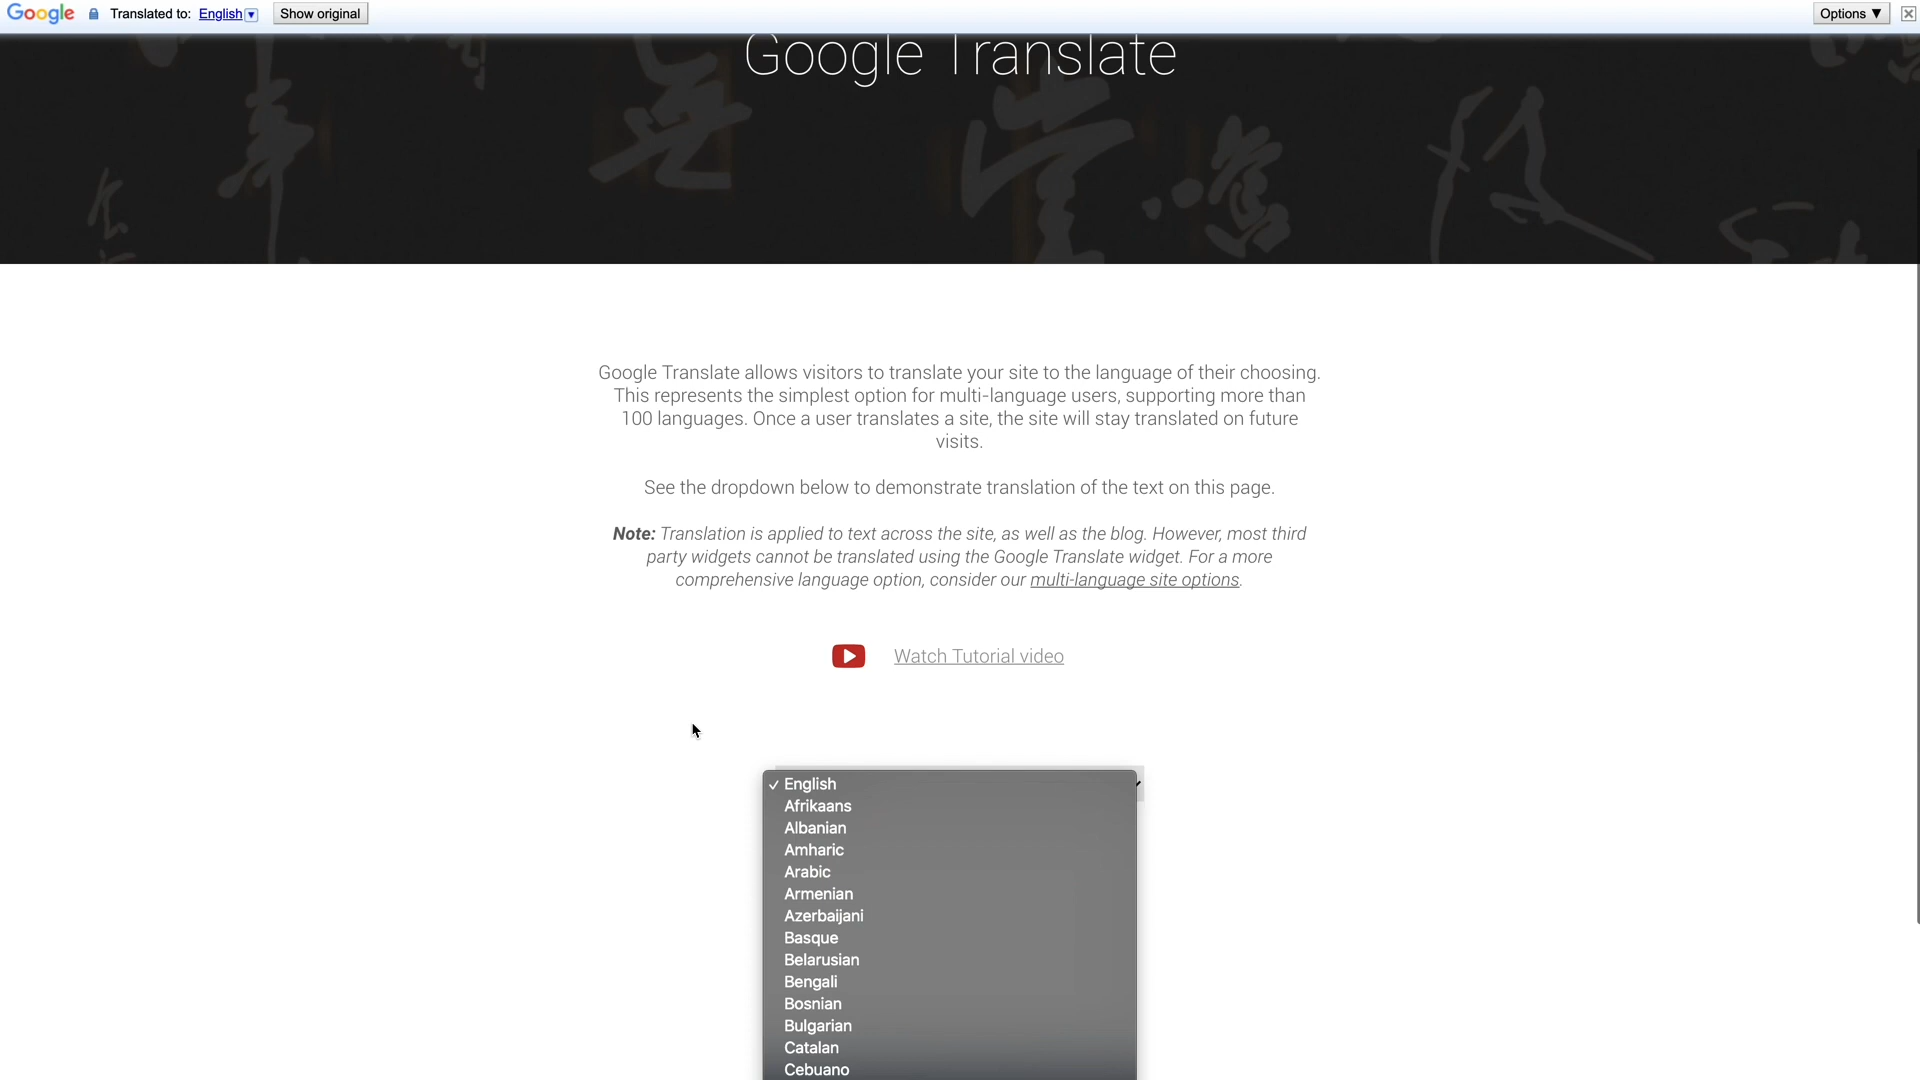 Google Translated to: English ▼ Show original Options ▼
Google Translate
Google Translate allows visitors to translate your site to the language of their choosing.
This represents the simplest option for multi-language users, supporting more than
100 languages. Once a user translates a site, the site will stay translated on future
visits.
See the dropdown below to demonstrate translation of the text on this page.
Note: Translation is applied to text across the site, as well as the blog. However, most third
party widgets cannot be translated using the Google Translate widget. For a more
comprehensive language option, consider our multi-language site options.
Watch Tutorial video
✓ English
Afrikaans
Albanian
Amharic
Arabic
Armenian
Azerbaijani
Basque
Belarusian
Bengali
Bosnian
Bulgarian
Catalan
Cebuano